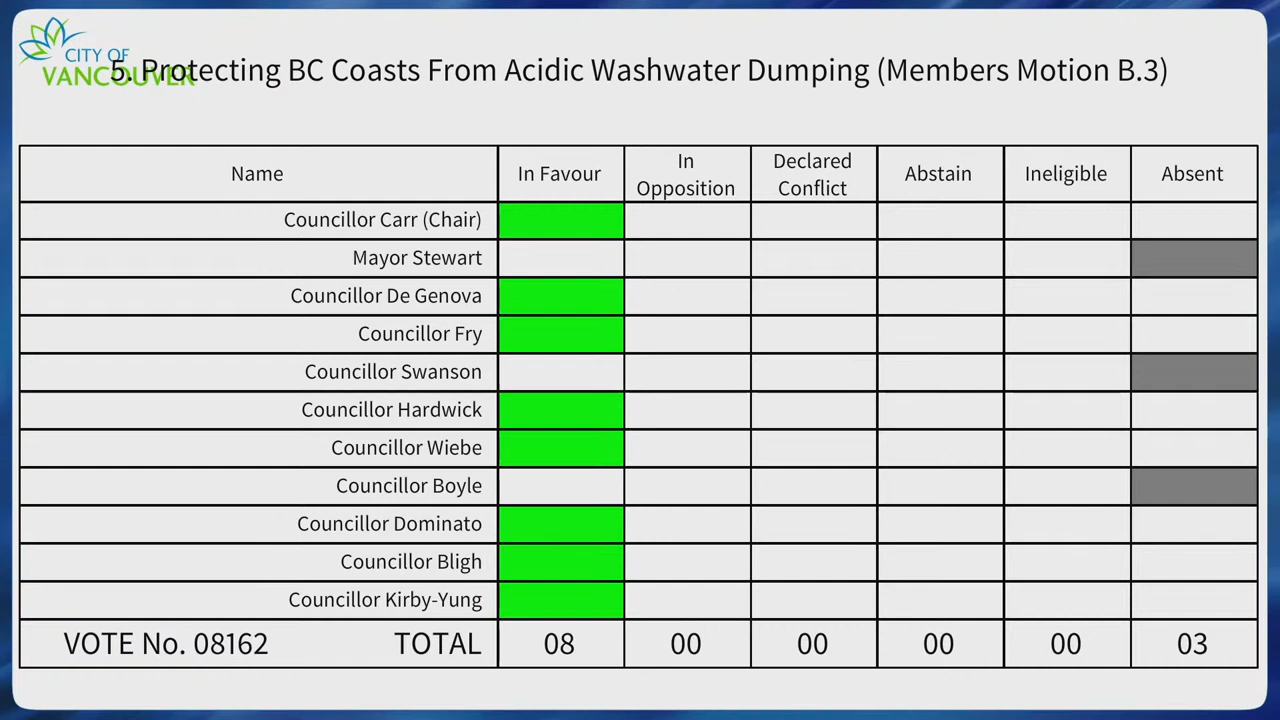 CITY OF
VANCOUVER
5. Protecting BC Coasts From Acidic Washwater Dumping (Members Motion B.3)
Name In Favour In Opposition Declared Conflict Abstain Ineligible Absent
Councillor Carr (Chair)
Mayor Stewart
Councillor De Genova
Councillor Fry
Councillor Swanson
Councillor Hardwick
Councillor Wiebe
Councillor Boyle
Councillor Dominato
Councillor Bligh
Councillor Kirby-Yung
VOTE No. 08162 TOTAL 08 00 00 00 00 03